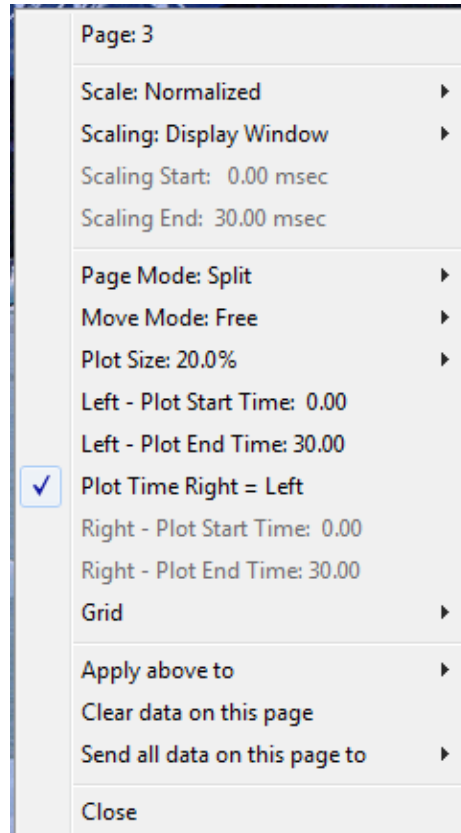 Page: 3
Scale: Normalized
Scaling: Display Window
Scaling Start:   0.00 msec
Scaling End:  30.00 msec
Page Mode: Split
Move Mode: Free
Plot Size: 20.0%
Left - Plot Start Time:  0.00
Left - Plot End Time: 30.00
Plot Time Right = Left
Right - Plot Start Time:  0.00
Right - Plot End Time: 30.00
Grid
Apply above to
Clear data on this page
Send all data on this page to
Close